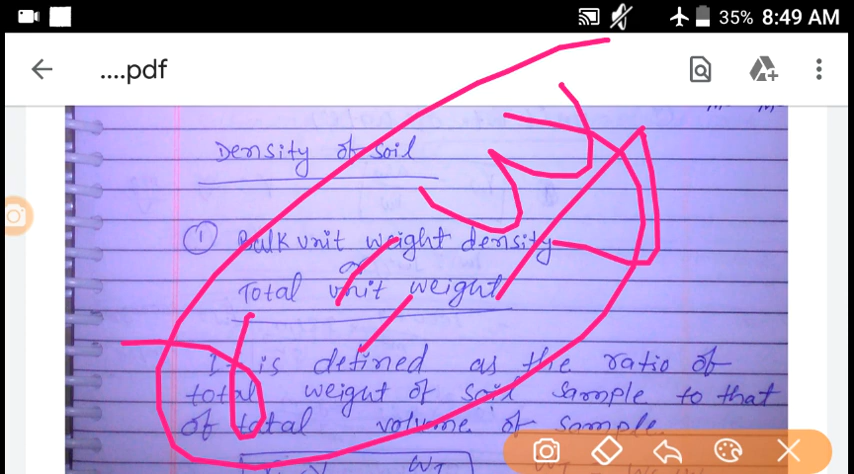 35% 8:49 AM
....pdf
Density of Soil
① Bulk unit weight density
or
Total unit weight
It is defined as the ratio of
total weight of soil sample to that
of total volume of sample.